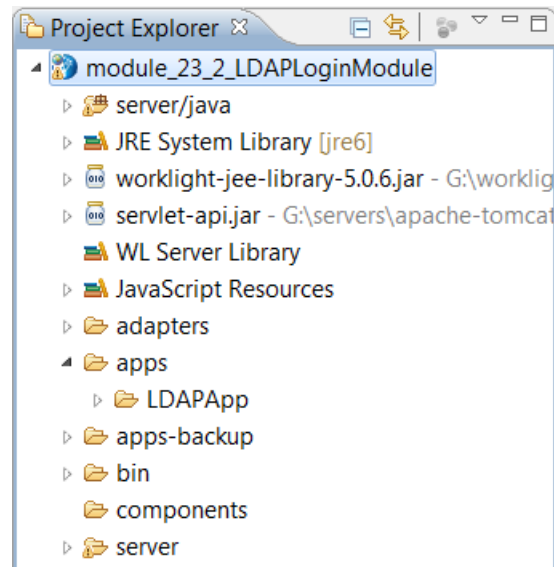 Project Explorer
module_23_2_LDAPLoginModule
server/java
JRE System Library [jre6]
worklight-jee-library-5.0.6.jar - G:\worklig
servlet-api.jar - G:\servers\apache-tomcat
WL Server Library
JavaScript Resources
adapters
apps
LDAPApp
apps-backup
bin
components
server